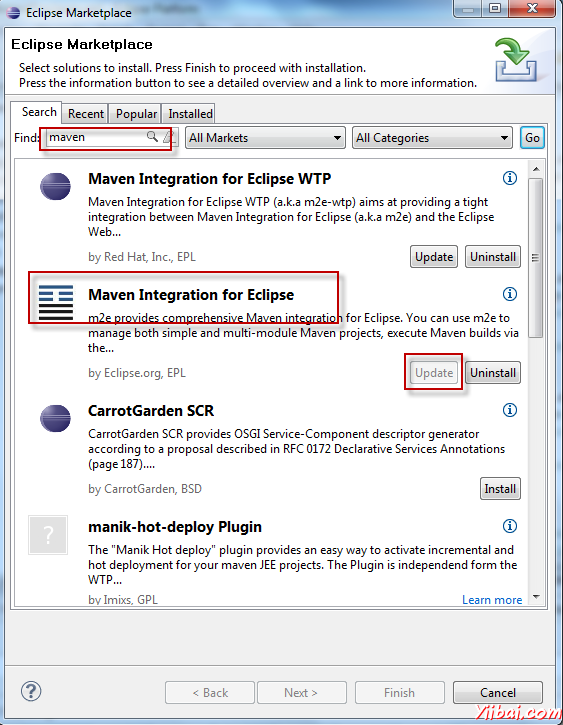 Eclipse Marketplace
Eclipse Marketplace
Select solutions to install. Press Finish to proceed with installation.
Press the information button to see a detailed overview and a link to more information.
Search Recent Popular Installed
Find: maven All Markets All Categories Go
Maven Integration for Eclipse WTP
Maven Integration for Eclipse WTP (a.k.a m2e-wtp) aims at providing a tight
integration between Maven Integration for Eclipse (a.k.a m2e) and the Eclipse
Web...
by Red Hat, Inc., EPL Update Uninstall
Maven Integration for Eclipse
m2e provides comprehensive Maven integration for Eclipse. You can use m2e to
manage both simple and multi-module Maven projects, execute Maven builds via
the...
by Eclipse.org, EPL Update Uninstall
CarrotGarden SCR
CarrotGarden SCR provides OSGI Service-Component descriptor generator
according to a proposal described in RFC 0172 Declarative Services Annotations
(page 187)....
by CarrotGarden, BSD Install
?
manik-hot-deploy Plugin
The "Manik Hot deploy" plugin provides an easy way to activate incremental and
hot deployment for your maven JEE projects. The Plugin is independend form the
WTP...
by Imixs, GPL Learn more
? < Back Next > Finish Cancel
Yiibai.com